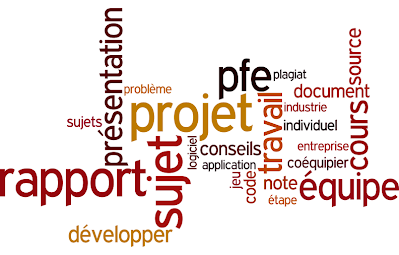 présentation
problème
sujets
projet
pfe
plagiat
source
document
industrie
travail
individuel
cours
sujet
logiciel
conseils
application
entreprise
coéquipier
rapport
jeu
code
note
étape
équipe
développer